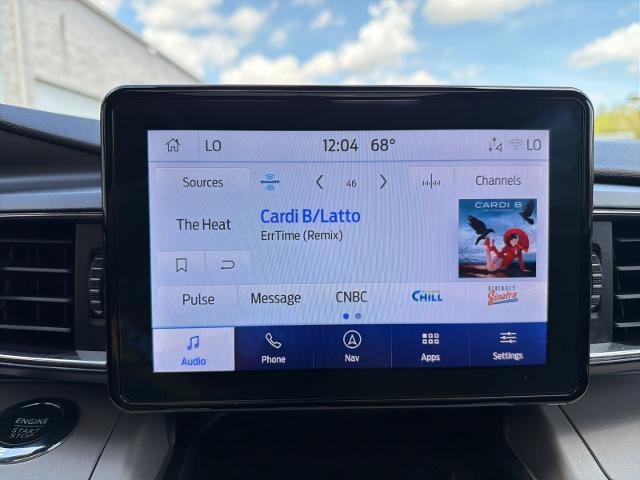 LO 12:04 68° LO
Sources 46 Channels
CARDI B
The Heat Cardi B/Latto
ErrTime (Remix)
Pulse Message CNBC CHILL SERIOUSLY Sinatra
Audio Phone Nav Apps Settings
ENGINE
START
STOP